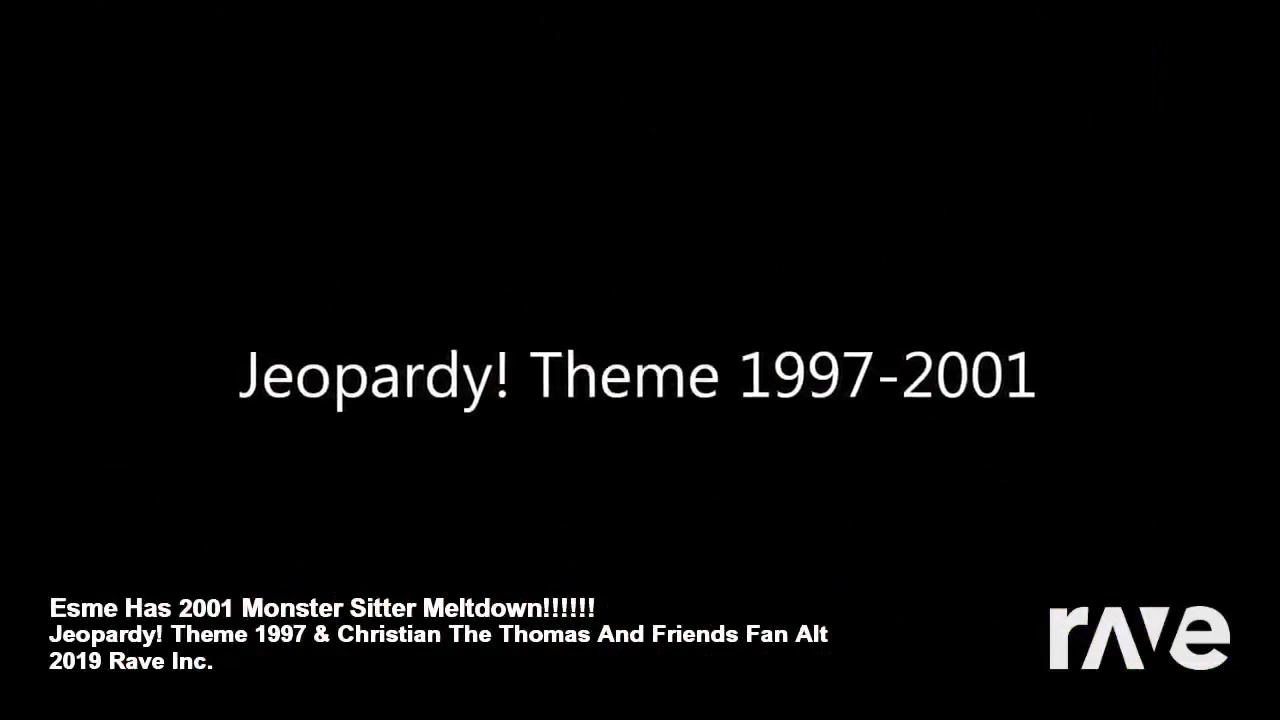 Jeopardy! Theme 1997-2001
Esme Has 2001 Monster Sitter Meltdown!!!!!!
Jeopardy! Theme 1997 & Christian The Thomas And Friends Fan Alt
2019 Rave Inc.
rave